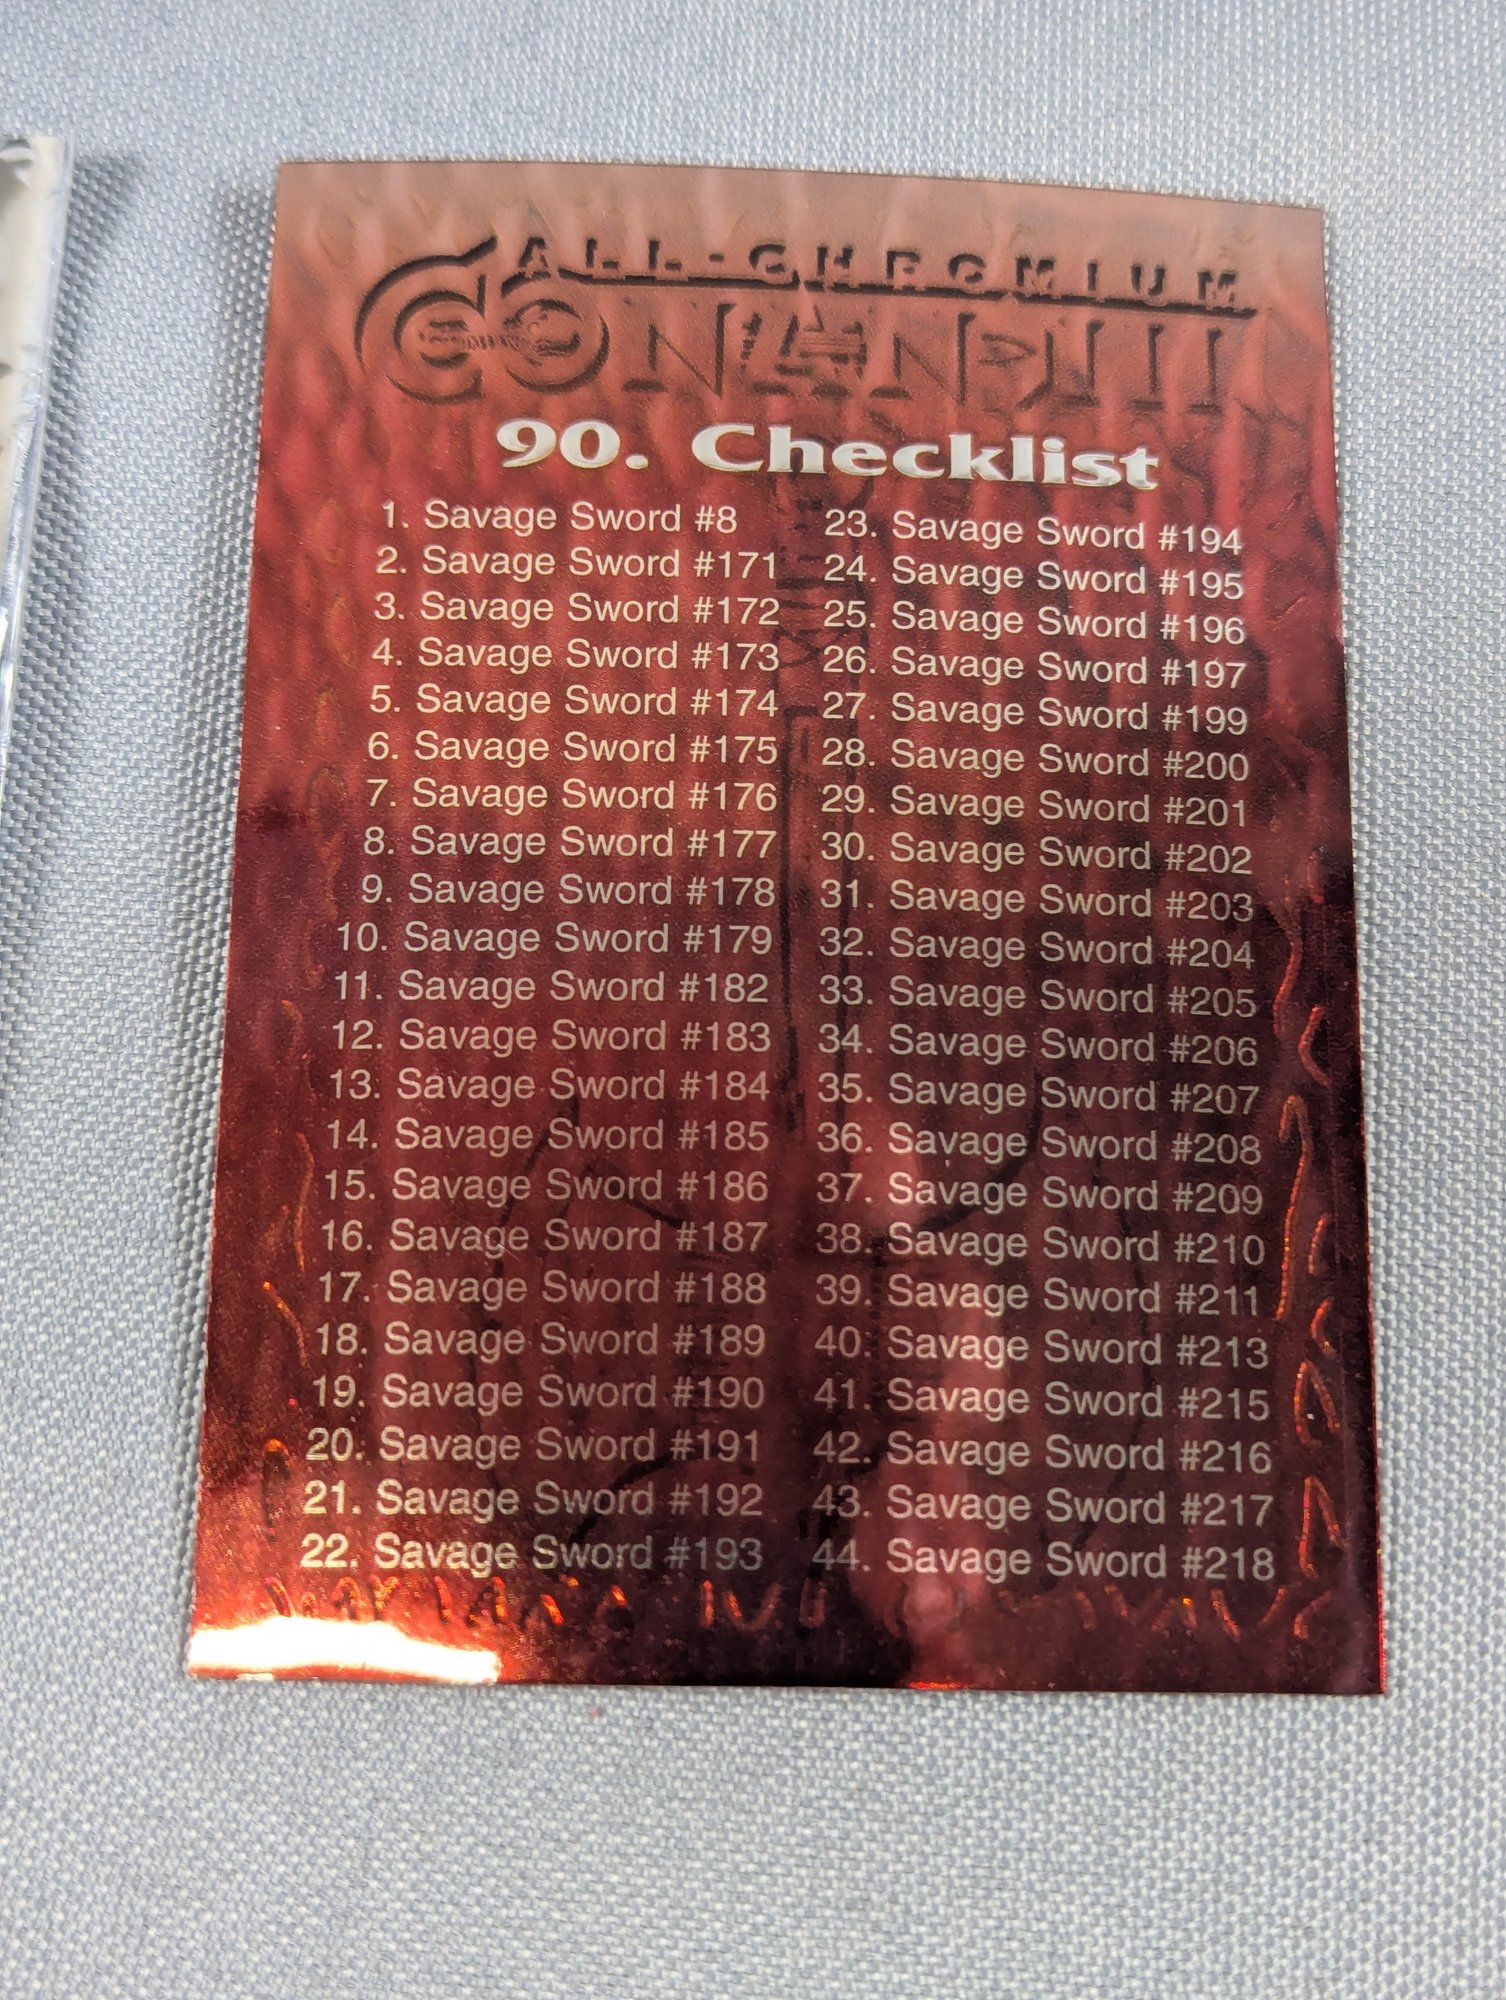 ALL-CHROMIUM
CONAN III
90. Checklist
1. Savage Sword #8
2. Savage Sword #171
3. Savage Sword #172
4. Savage Sword #173
5. Savage Sword #174
6. Savage Sword #175
7. Savage Sword #176
8. Savage Sword #177
9. Savage Sword #178
10. Savage Sword #179
11. Savage Sword #182
12. Savage Sword #183
13. Savage Sword #184
14. Savage Sword #185
15. Savage Sword #186
16. Savage Sword #187
17. Savage Sword #188
18. Savage Sword #189
19. Savage Sword #190
20. Savage Sword #191
21. Savage Sword #192
22. Savage Sword #193
23. Savage Sword #194
24. Savage Sword #195
25. Savage Sword #196
26. Savage Sword #197
27. Savage Sword #199
28. Savage Sword #200
29. Savage Sword #201
30. Savage Sword #202
31. Savage Sword #203
32. Savage Sword #204
33. Savage Sword #205
34. Savage Sword #206
35. Savage Sword #207
36. Savage Sword #208
37. Savage Sword #209
38. Savage Sword #210
39. Savage Sword #211
40. Savage Sword #213
41. Savage Sword #215
42. Savage Sword #216
43. Savage Sword #217
44. Savage Sword #218